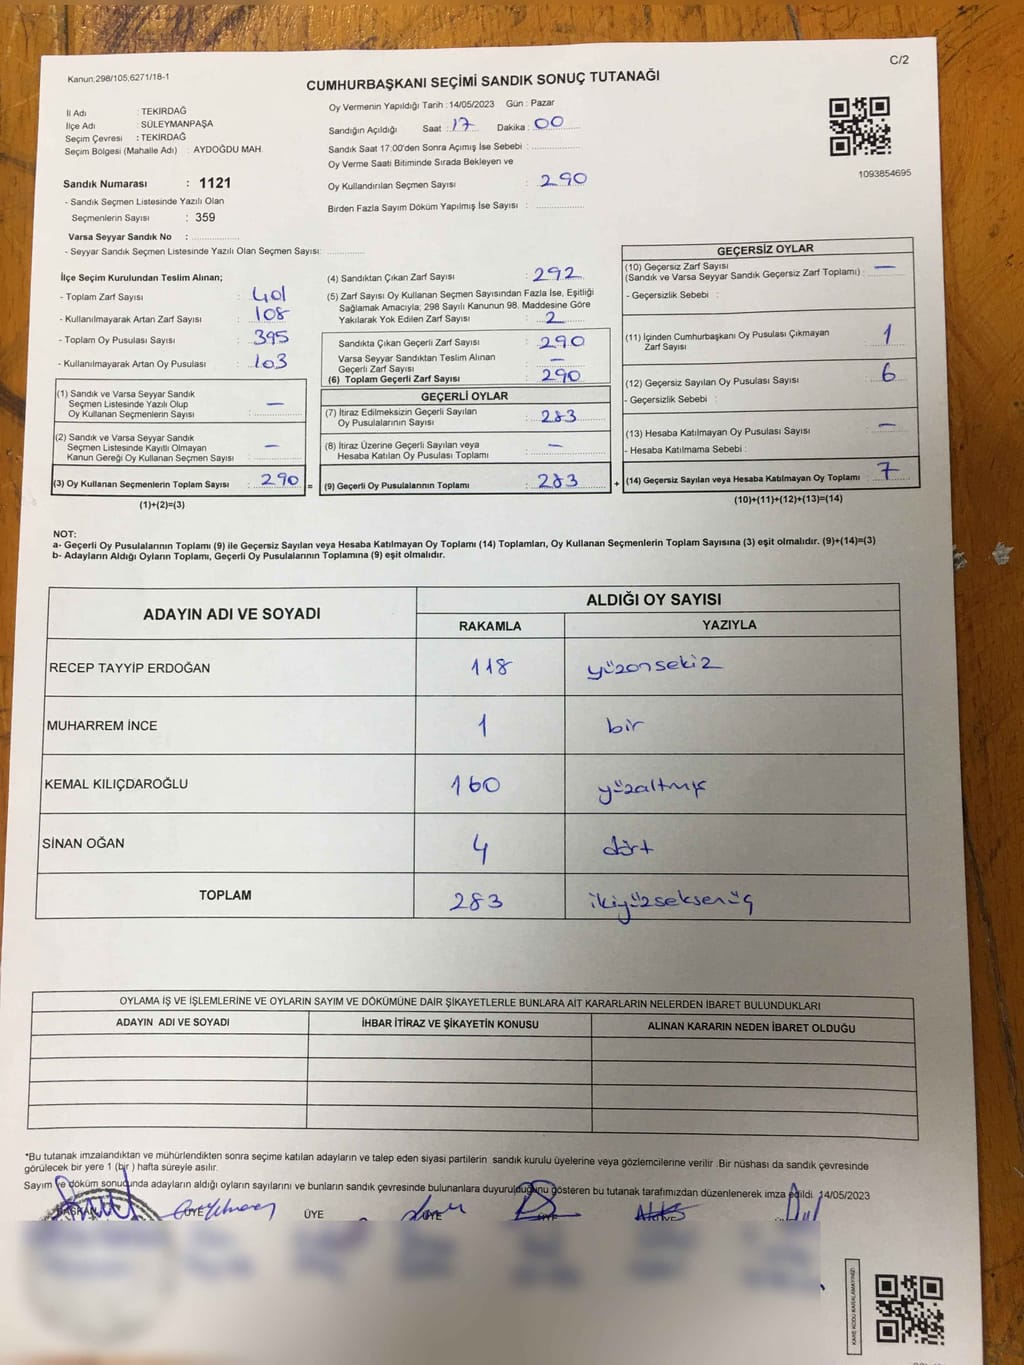 C/2
Kanun:298/105;6271/18-1
CUMHURBAŞKANI SEÇİMİ SANDIK SONUÇ TUTANAĞI
İl Adı : TEKİRDAĞ
İlçe Adı : SÜLEYMANPAŞA
Seçim Çevresi : TEKİRDAĞ
Seçim Bölgesi (Mahalle Adı) : AYDOĞDU MAH.
Sandık Numarası : 1121
- Sandık Seçmen Listesinde Yazılı Olan
Seçmenlerin Sayısı : 359
Varsa Seyyar Sandık No :
- Seyyar Sandık Seçmen Listesinde Yazılı Olan Seçmen Sayısı:
Oy Vermenin Yapıldığı Tarih : 14/05/2023 Gün : Pazar
Sandığın Açıldığı Saat : 17 Dakika : 00
Sandık Saat 17:00'den Sonra Açımış İse Sebebi :
Oy Verme Saati Bitiminde Sırada Bekleyen ve
Oy Kullandırılan Seçmen Sayısı : 290
Birden Fazla Sayım Döküm Yapılmış İse Sayısı :
1093854695
İlçe Seçim Kurulundan Teslim Alınan;
- Toplam Zarf Sayısı : 401
- Kullanılmayarak Artan Zarf Sayısı : 108
- Toplam Oy Pusulası Sayısı : 395
- Kullanılmayarak Artan Oy Pusulası : 103
(1) Sandık ve Varsa Seyyar Sandık
Seçmen Listesinde Yazılı Olup
Oy Kullanan Seçmenlerin Sayısı : —
(2) Sandık ve Varsa Seyyar Sandık
Seçmen Listesinde Kayıtlı Olmayan
Kanun Gereği Oy Kullanan Seçmen Sayısı : —
(3) Oy Kullanan Seçmenlerin Toplam Sayısı : 290 =
(1)+(2)=(3)
(4) Sandıktan Çıkan Zarf Sayısı : 292
(5) Zarf Sayısı Oy Kullanan Seçmen Sayısından Fazla İse, Eşitliği
Sağlamak Amacıyla; 298 Sayılı Kanunun 98. Maddesine Göre
Yakılarak Yok Edilen Zarf Sayısı : 2
Sandıkta Çıkan Geçerli Zarf Sayısı : 290
Varsa Seyyar Sandıktan Teslim Alınan
Geçerli Zarf Sayısı : —
(6) Toplam Geçerli Zarf Sayısı : 290
GEÇERLİ OYLAR
(7) İtiraz Edilmeksizin Geçerli Sayılan
Oy Pusulalarının Sayısı : 283
(8) İtiraz Üzerine Geçerli Sayılan veya
Hesaba Katılan Oy Pusulası Toplamı : —
(9) Geçerli Oy Pusulalarının Toplamı : 283 +
GEÇERSİZ OYLAR
(10) Geçersiz Zarf Sayısı
(Sandık ve Varsa Seyyar Sandık Geçersiz Zarf Toplamı) : —
- Geçersizlik Sebebi :
(11) İçinden Cumhurbaşkanı Oy Pusulası Çıkmayan
Zarf Sayısı : 1
(12) Geçersiz Sayılan Oy Pusulası Sayısı : 6
- Geçersizlik Sebebi :
(13) Hesaba Katılmayan Oy Pusulası Sayısı : —
- Hesaba Katılmama Sebebi :
(14) Geçersiz Sayılan veya Hesaba Katılmayan Oy Toplamı : 7
(10)+(11)+(12)+(13)=(14)
NOT:
a- Geçerli Oy Pusulalarının Toplamı (9) ile Geçersiz Sayılan veya Hesaba Katılmayan Oy Toplamı (14) Toplamları, Oy Kullanan Seçmenlerin Toplam Sayısına (3) eşit olmalıdır. (9)+(14)=(3)
b- Adayların Aldığı Oyların Toplamı, Geçerli Oy Pusulalarının Toplamına (9) eşit olmalıdır.
ADAYIN ADI VE SOYADI ALDIĞI OY SAYISI
RAKAMLA YAZIYLA
RECEP TAYYİP ERDOĞAN 118 yüzonsekiz
MUHARREM İNCE 1 bir
KEMAL KILIÇDAROĞLU 160 yüzaltmış
SİNAN OĞAN 4 dört
TOPLAM 283 ikiyüzseksenüç
OYLAMA İŞ VE İŞLEMLERİNE VE OYLARIN SAYIM VE DÖKÜMÜNE DAİR ŞİKAYETLERLE BUNLARA AİT KARARLARIN NELERDEN İBARET BULUNDUKLARI
ADAYIN ADI VE SOYADI İHBAR İTİRAZ VE ŞİKAYETİN KONUSU ALINAN KARARIN NEDEN İBARET OLDUĞU
*Bu tutanak imzalandıktan ve mühürlendikten sonra seçime katılan adayların ve talep eden siyasi partilerin sandık kurulu üyelerine veya gözlemcilerine verilir .Bir nüshası da sandık çevresinde
görülecek bir yere 1 (bir ) hafta süreyle asılır.
Sayım ve döküm sonucunda adayların aldığı oyların sayılarını ve bunların sandık çevresinde bulunanlara duyurulduğunu gösteren bu tutanak tarafımızdan düzenlenerek imza edildi. 14/05/2023
BAŞKAN ÜYE ÜYE ÜYE ÜYE
KARE KODU KARALAMAYINIZ!